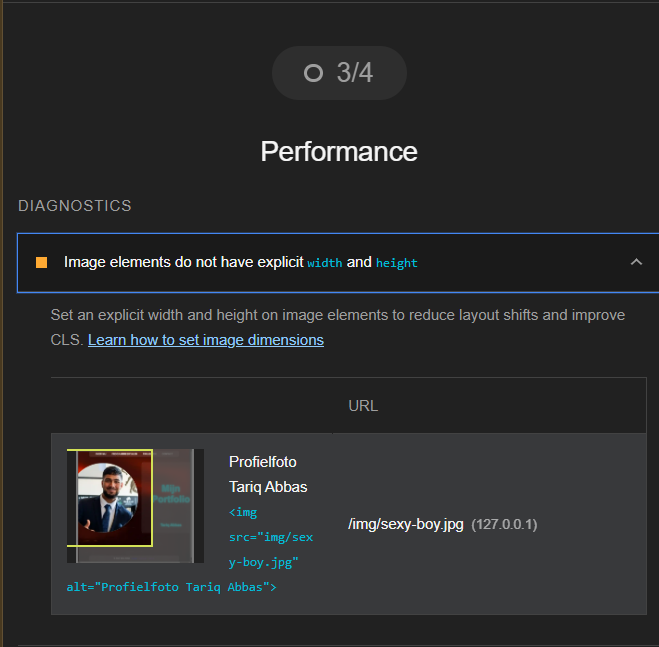 3/4
Performance
DIAGNOSTICS
Image elements do not have explicit width and height
Set an explicit width and height on image elements to reduce layout shifts and improve
CLS. Learn how to set image dimensions
URL
Mijn
Portfolio
Profielfoto
Tariq Abbas
<img
src="img/sex
y-boy.jpg"
alt="Profielfoto Tariq Abbas">
/img/sexy-boy.jpg (127.0.0.1)